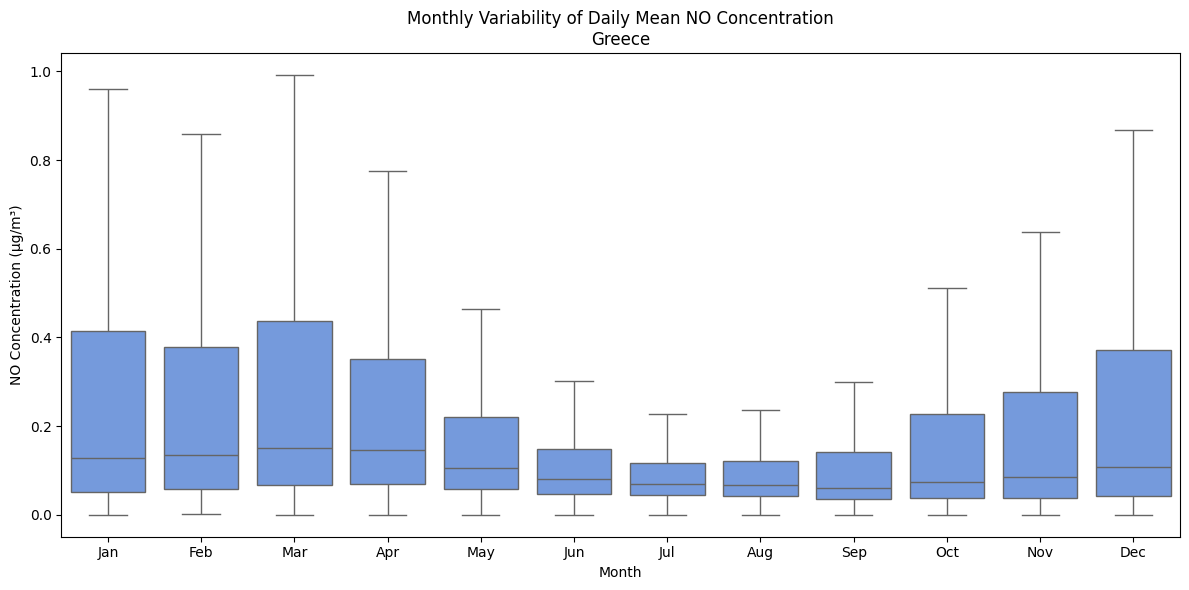 Monthly Variability of Daily Mean NO Concentration
Greece
NO Concentration (µg/m³)
1.0
0.8
0.6
0.4
0.2
0.0
Jan Feb Mar Apr May Jun Jul Aug Sep Oct Nov Dec
Month